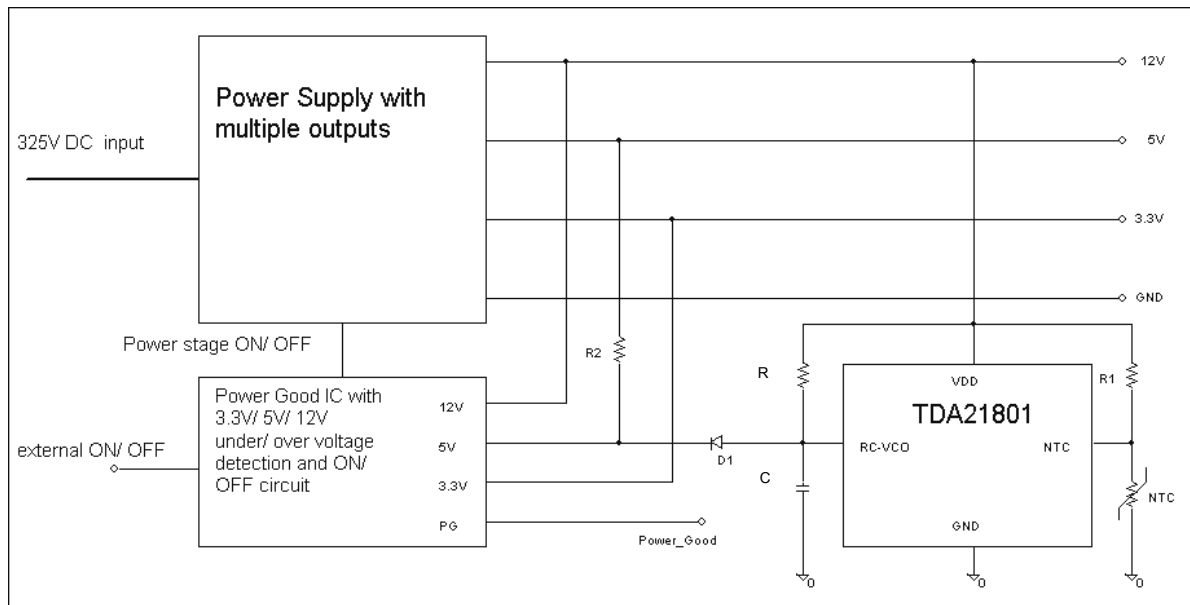 Power Supply with
multiple outputs
325V DC input
12V
5V
3.3V
GND
Power stage ON/ OFF
Power Good IC with
3.3V/ 5V/ 12V
under/ over voltage
detection and ON/
OFF circuit
12V
5V
3.3V
PG
external ON/ OFF
R2
D1
Power_Good
R
C
VDD
TDA21801
RC-VCO
NTC
GND
R1
NTC
0
0
0